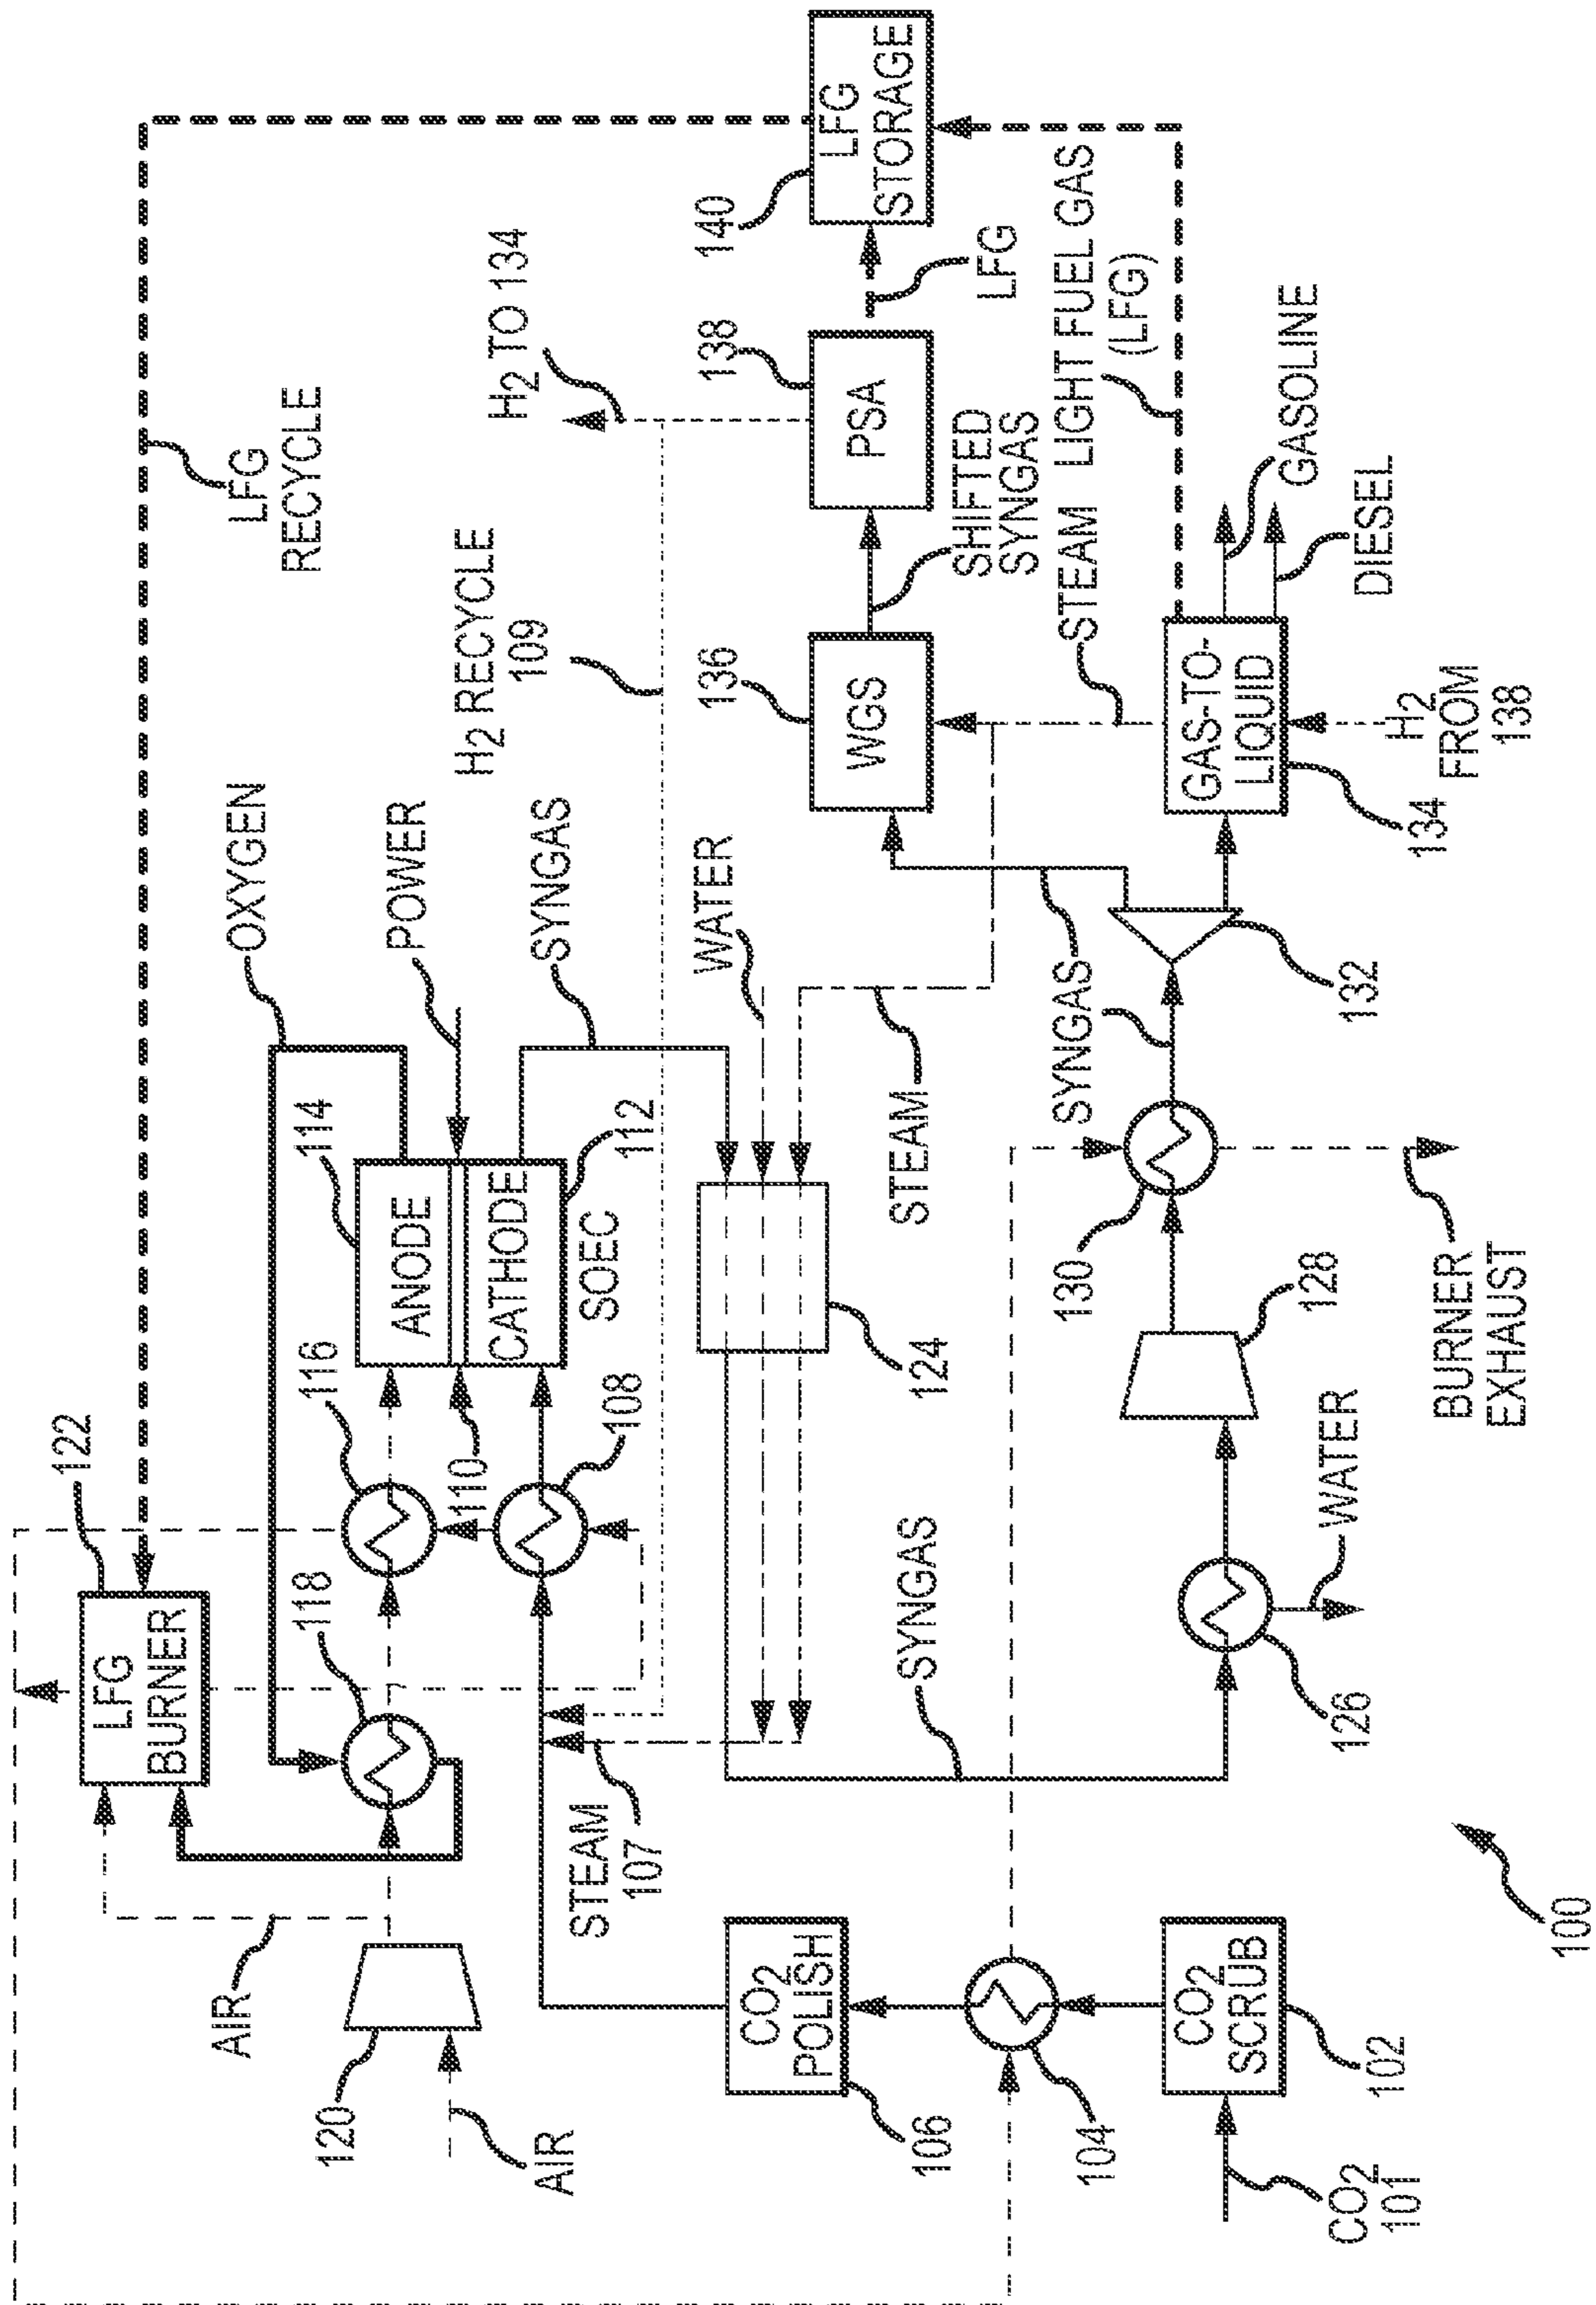 LFG
RECYCLE
122
LFG
BURNER
OXYGEN
114
POWER
ANODE
CATHODE
SOEC
112
116
118
110
108
SYNGAS
H2 RECYCLE
109
H2 TO 134
AIR
120
AIR
STEAM
107
124
WATER
STEAM
136
WGS
SHIFTED
SYNGAS
138
PSA
LFG
140
LFG
STORAGE
CO2
POLISH
106
104
CO2
SCRUB
102
CO2
101
SYNGAS
126
WATER
128
130
BURNER
EXHAUST
SYNGAS
132
STEAM
LIGHT FUEL GAS
(LFG)
GAS-TO-
LIQUID
134
H2
FROM
138
GASOLINE
DIESEL
100